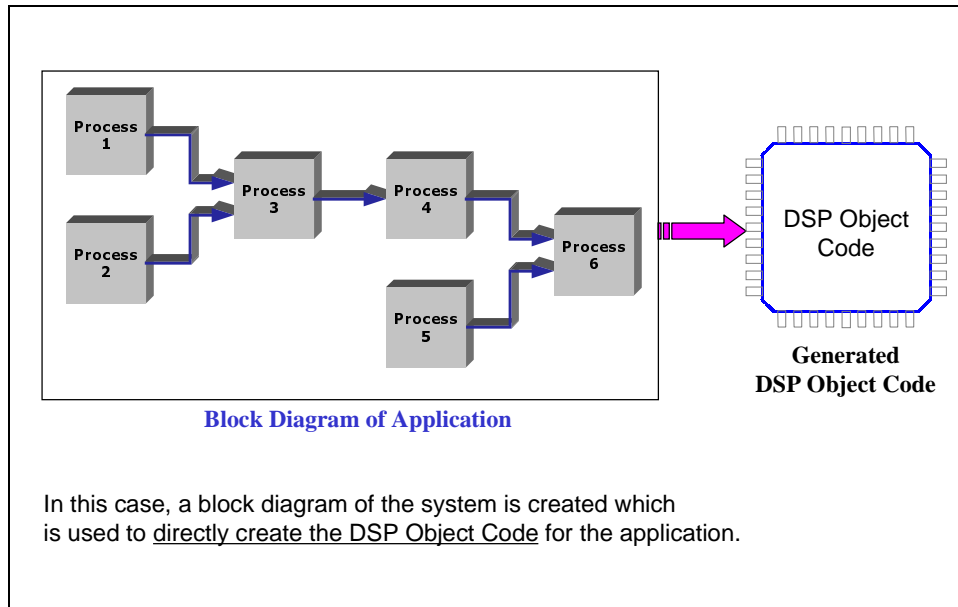 Process
1
Process
2
Process
3
Process
4
Process
5
Process
6
DSP Object
Code
Generated
DSP Object Code
Block Diagram of Application
In this case, a block diagram of the system is created which
is used to directly create the DSP Object Code for the application.